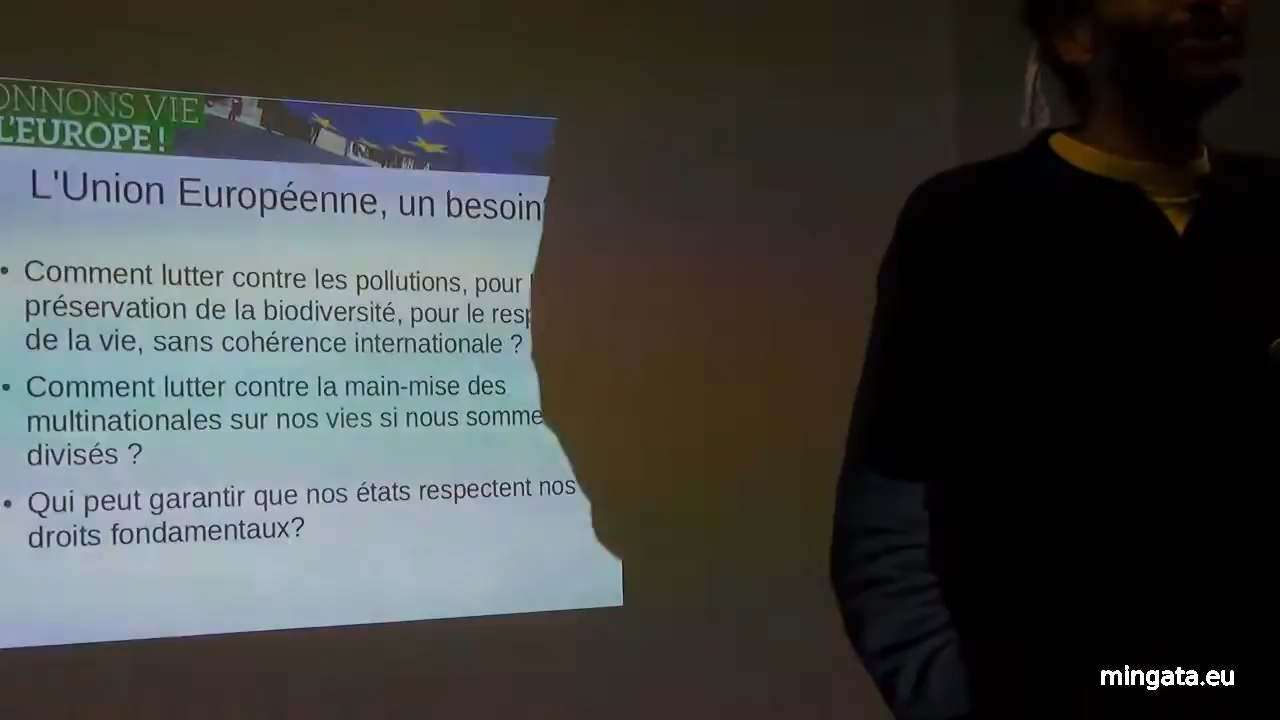 ONNONS VIE
L'EUROPE !
L'Union Européenne, un besoin
• Comment lutter contre les pollutions, pour
préservation de la biodiversité, pour le resp
de la vie, sans cohérence internationale ?
• Comment lutter contre la main-mise des
multinationales sur nos vies si nous somme
divisés ?
• Qui peut garantir que nos états respectent nos
droits fondamentaux?
mingata.eu